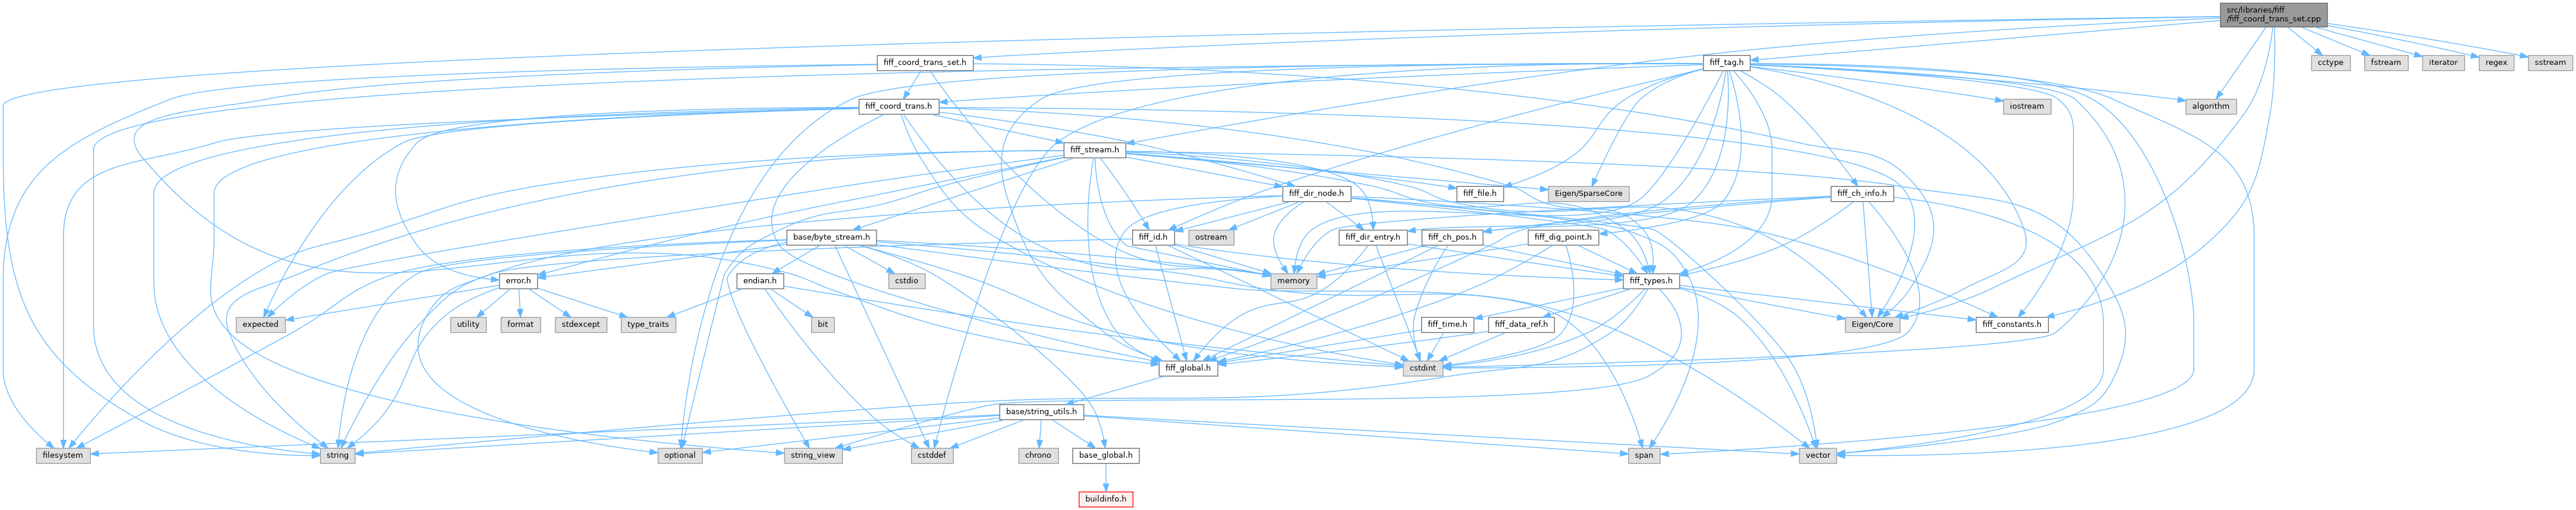 src/libraries/fiff
/fiff_coord_trans_set.cpp
fiff_coord_trans_set.h
fiff_tag.h
cctype
fstream
iterator
regex
sstream
fiff_coord_trans.h
iostream
algorithm
fiff_stream.h
fiff_dir_node.h
fiff_file.h
Eigen/SparseCore
fiff_ch_info.h
base/byte_stream.h
fiff_id.h
ostream
fiff_dir_entry.h
fiff_ch_pos.h
fiff_dig_point.h
error.h
endian.h
cstdio
memory
fiff_types.h
expected
utility
format
stdexcept
type_traits
bit
fiff_time.h
fiff_data_ref.h
Eigen/Core
fiff_constants.h
fiff_global.h
cstdint
base/string_utils.h
filesystem
string
optional
string_view
cstddef
chrono
base_global.h
span
vector
buildinfo.h